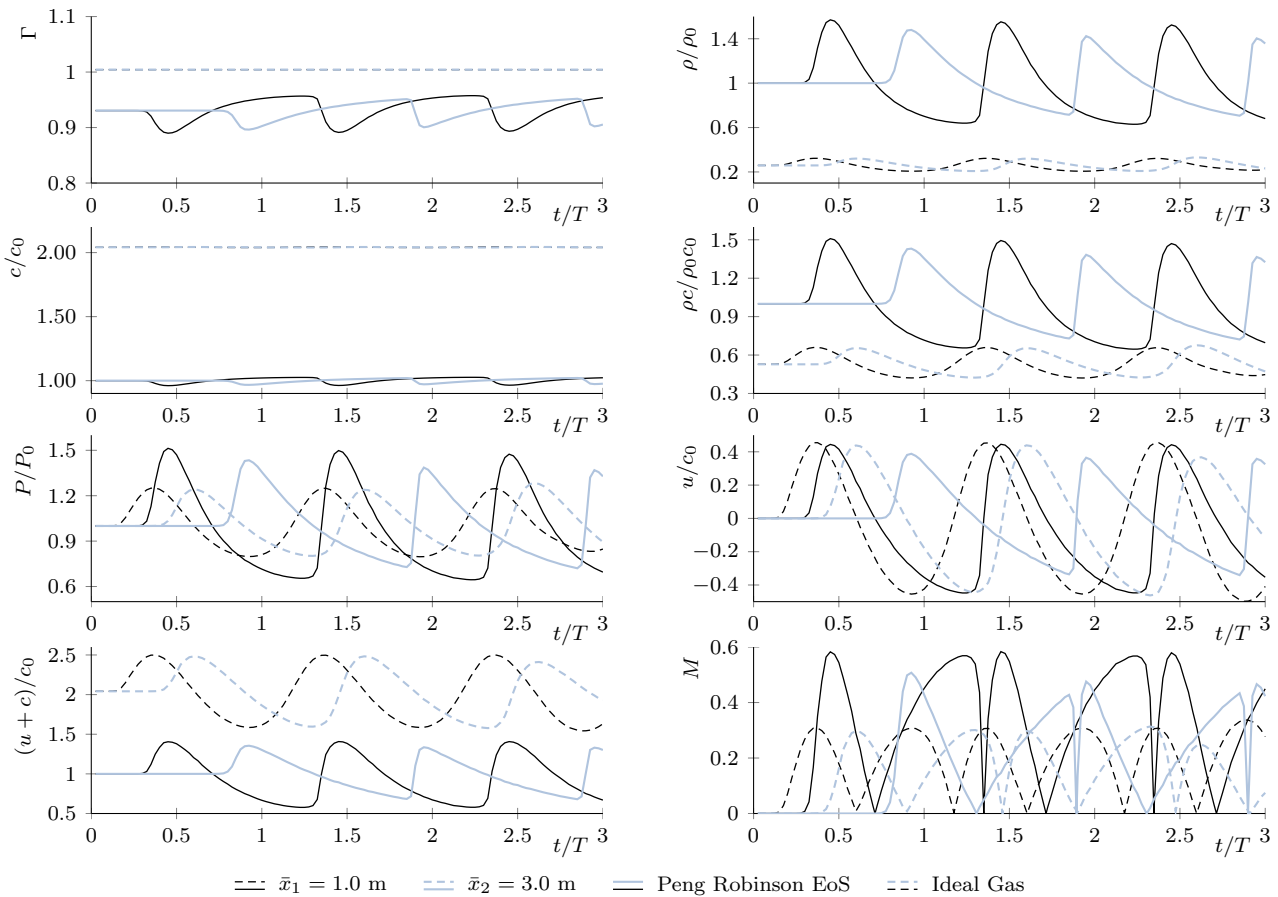 Γ
1.1
1
0.9
0.8
0 0.5 1 1.5 2 2.5 3
t/T
ρ/ρ₀
1.4
1
0.6
0.2
0 0.5 1 1.5 2 2.5 3
t/T
c/c₀
2.00
1.50
1.00
0 0.5 1 1.5 2 2.5 3
t/T
ρc/ρ₀c₀
1.5
1.2
0.9
0.6
0.3
0 0.5 1 1.5 2 2.5 3
t/T
P/P₀
1.5
1.2
0.9
0.6
0 0.5 1 1.5 2 2.5 3
t/T
u/c₀
0.4
0.2
0
−0.2
−0.4
0 0.5 1 1.5 2 2.5 3
t/T
(u + c)/c₀
2.5
2
1.5
1
0.5
0 0.5 1 1.5 2 2.5 3
t/T
M
0.6
0.4
0.2
0
0 0.5 1 1.5 2 2.5 3
t/T
x̄₁ = 1.0 m x̄₂ = 3.0 m Peng Robinson EoS Ideal Gas